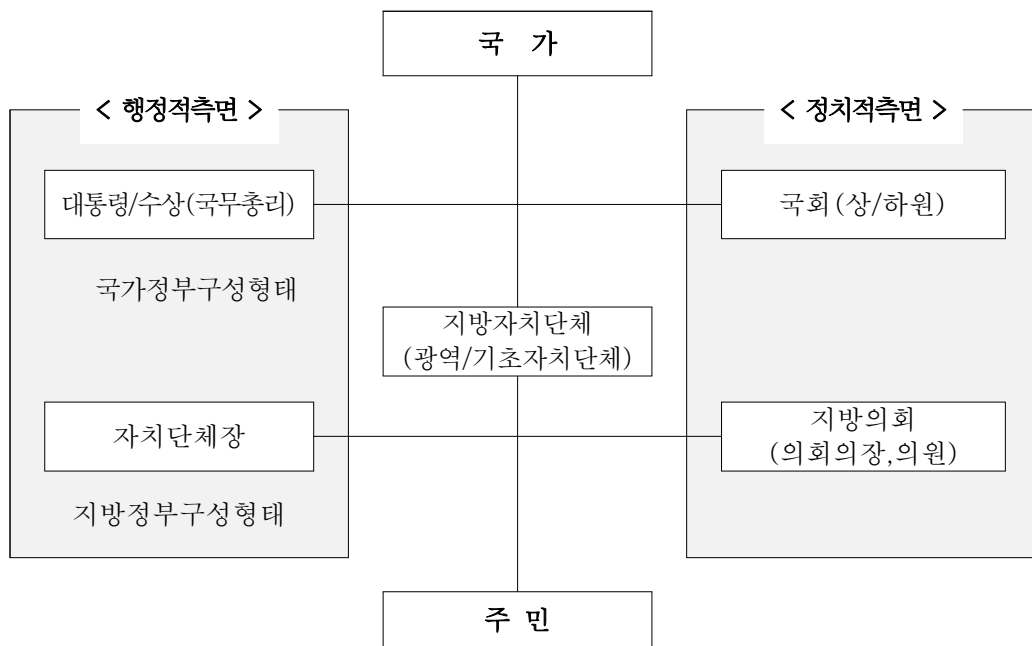 국 가
< 행정적측면 >
< 정치적측면 >
대통령/수상(국무총리)
국회(상/하원)
국가정부구성형태
지방자치단체
(광역/기초자치단체)
자치단체장
지방의회
(의회의장,의원)
지방정부구성형태
주 민